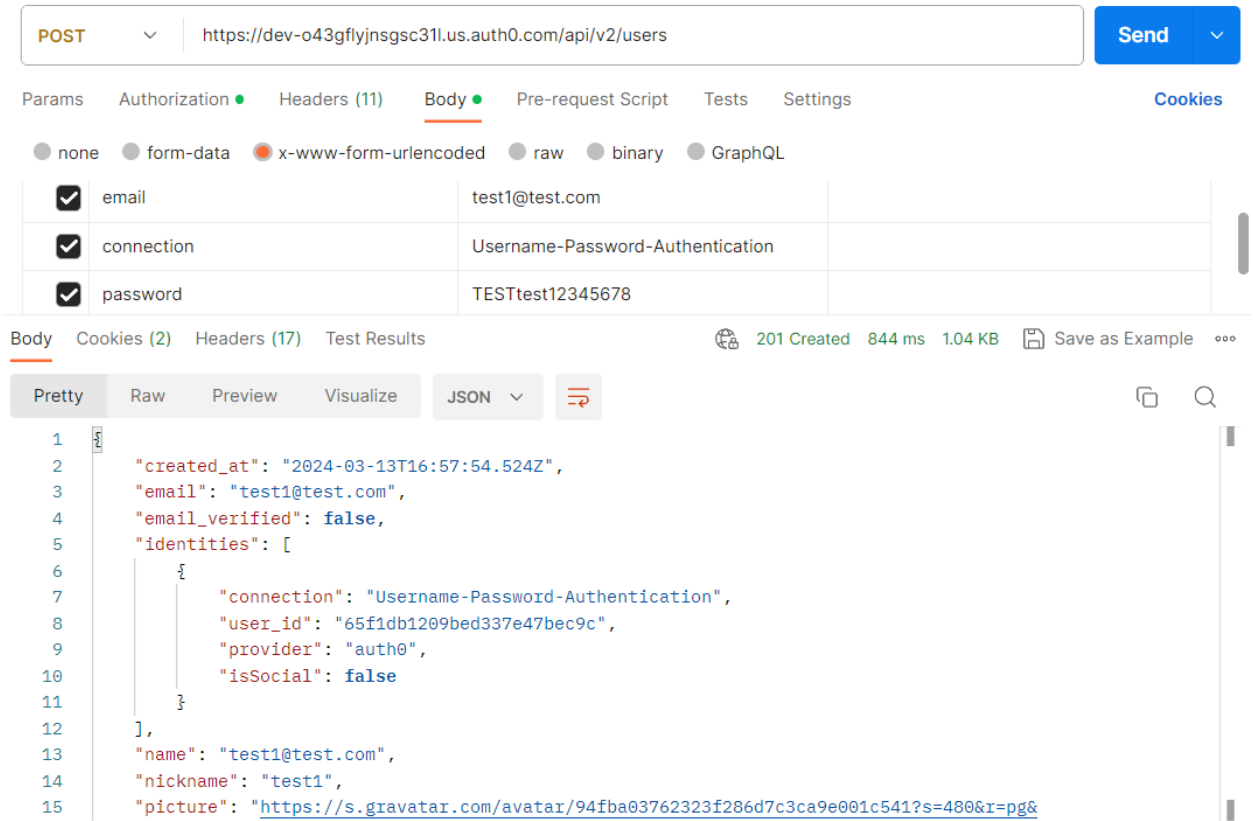 POST https://dev-o43gflyjnsgsc31l.us.auth0.com/api/v2/users Send
Params Authorization Headers (11) Body Pre-request Script Tests Settings Cookies
none form-data x-www-form-urlencoded raw binary GraphQL
email test1@test.com
connection Username-Password-Authentication
password TESTtest12345678
Body Cookies (2) Headers (17) Test Results 201 Created 844 ms 1.04 KB Save as Example
Pretty Raw Preview Visualize JSON
1 {
2 "created_at": "2024-03-13T16:57:54.524Z",
3 "email": "test1@test.com",
4 "email_verified": false,
5 "identities": [
6 {
7 "connection": "Username-Password-Authentication",
8 "user_id": "65f1db1209bed337e47bec9c",
9 "provider": "auth0",
10 "isSocial": false
11 }
12 ],
13 "name": "test1@test.com",
14 "nickname": "test1",
15 "picture": "https://s.gravatar.com/avatar/94fba03762323f286d7c3ca9e001c541?s=480&r=pg&